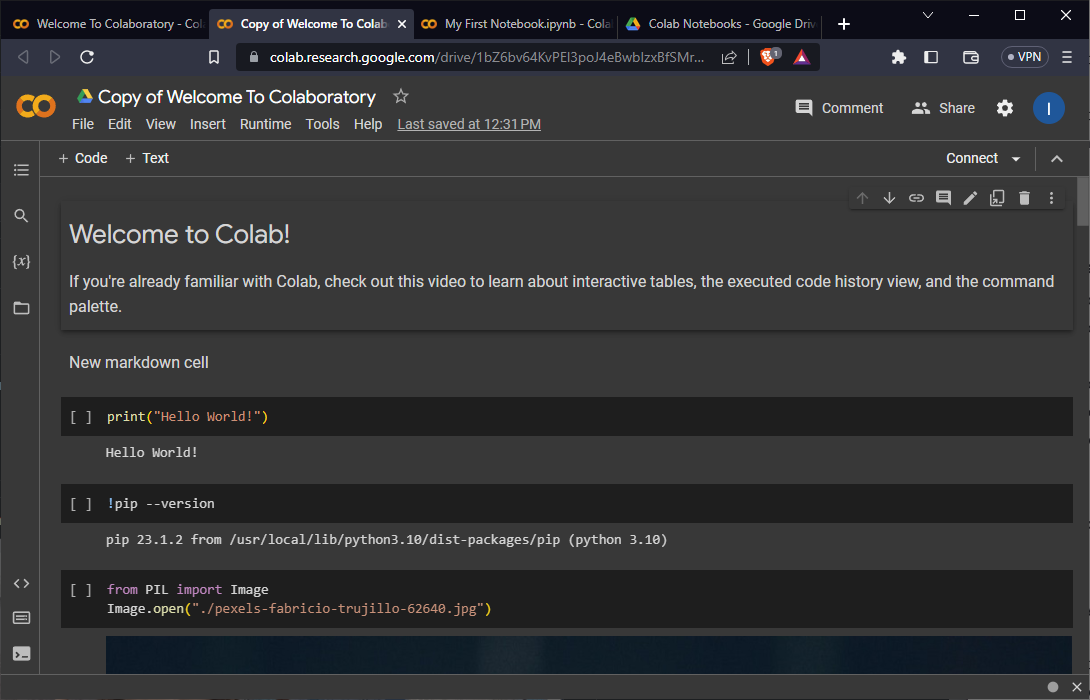 Welcome To Colaboratory - Col
Copy of Welcome To Colab
My First Notebook.ipynb - Cola
Colab Notebooks - Google Driv
colab.research.google.com/drive/1bZ6bv64KvPEl3poJ4eBwbIzxBfSMr...
1
VPN
Copy of Welcome To Colaboratory
Comment
Share
I
File Edit View Insert Runtime Tools Help Last saved at 12:31 PM
+ Code + Text
Connect
Welcome to Colab!
If you're already familiar with Colab, check out this video to learn about interactive tables, the executed code history view, and the command
palette.
New markdown cell
[ ] print("Hello World!")
Hello World!
[ ] !pip --version
pip 23.1.2 from /usr/local/lib/python3.10/dist-packages/pip (python 3.10)
[ ] from PIL import Image
Image.open("./pexels-fabricio-trujillo-62640.jpg")
{x}